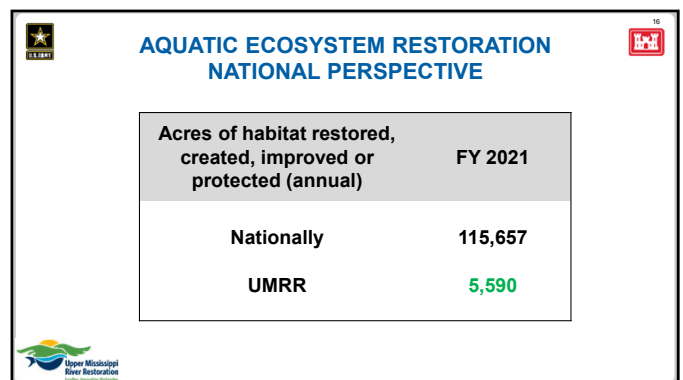 16
U.S. ARMY
AQUATIC ECOSYSTEM RESTORATION
NATIONAL PERSPECTIVE
Acres of habitat restored,
created, improved or
protected (annual)
FY 2021
Nationally 115,657
UMRR 5,590
Upper Mississippi
River Restoration